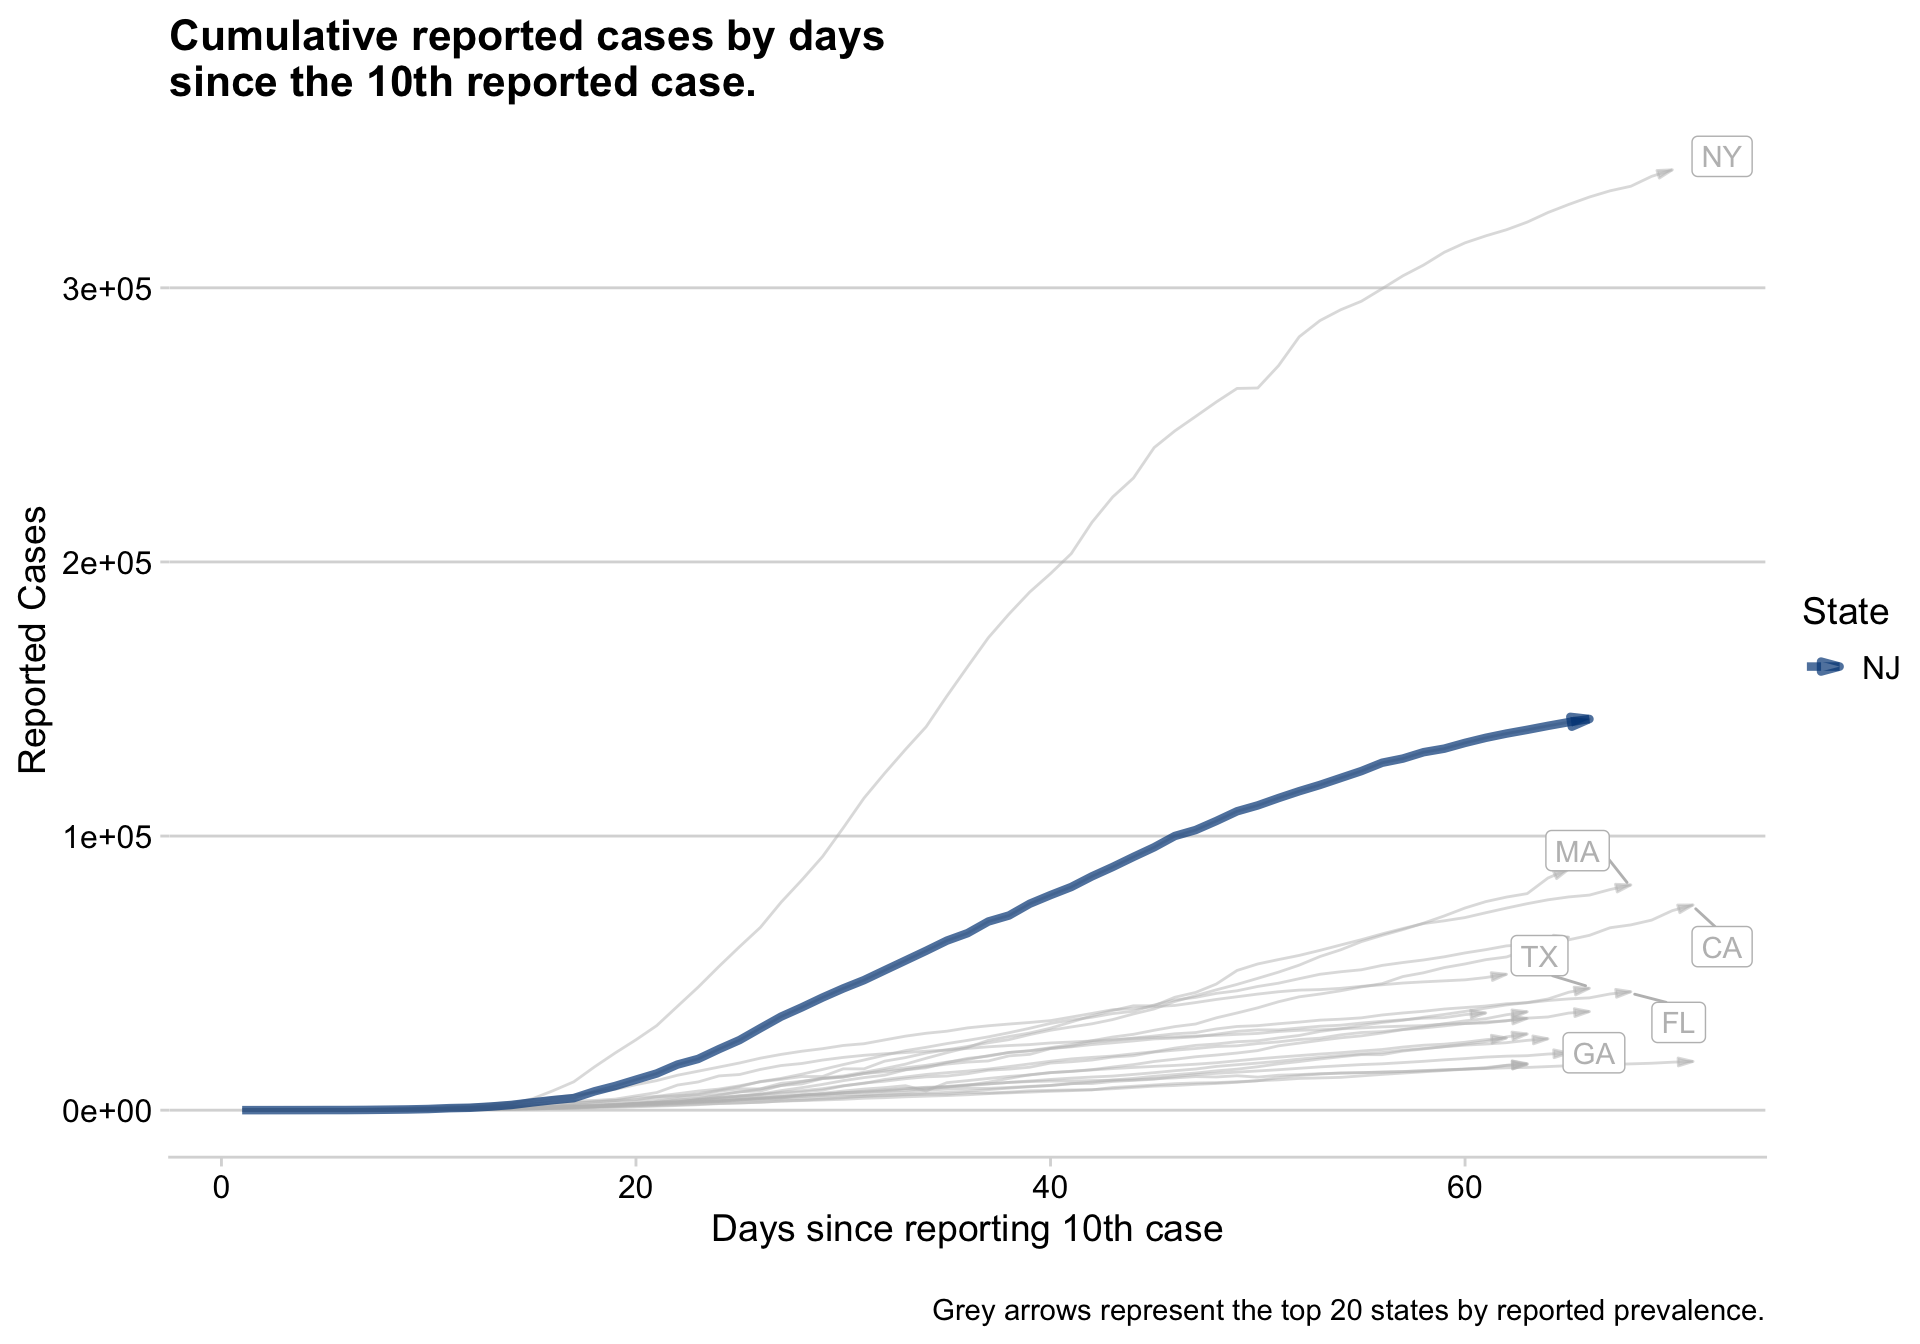 Cumulative reported cases by days
since the 10th reported case.
NY
3e+05
2e+05
Reported Cases
State
NJ
1e+05
MA
CA
TX
FL
GA
0e+00
0
20
40
60
Days since reporting 10th case
Grey arrows represent the top 20 states by reported prevalence.